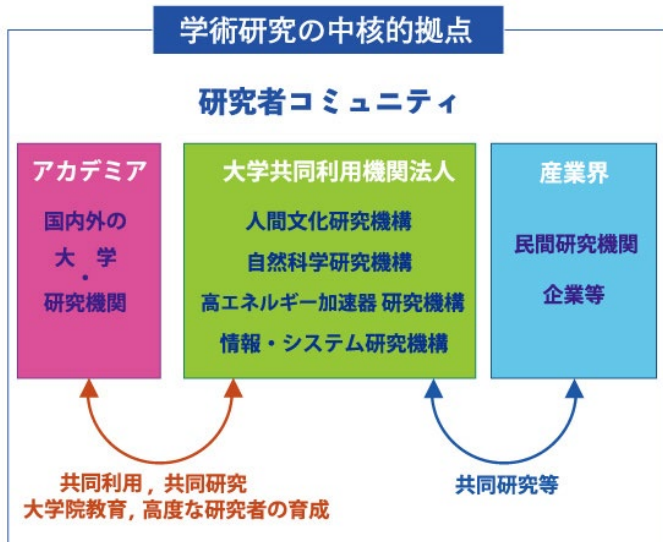 学術研究の中核的拠点
研究者コミュニティ
アカデミア
国内外の
大　学
・
研究機関
大学共同利用機関法人
人間文化研究機構
自然科学研究機構
高エネルギー加速器 研究機構
情報・システム研究機構
産業界
民間研究機関
企業等
共同利用 , 共同研究
大学院教育, 高度な研究者の育成
共同研究等